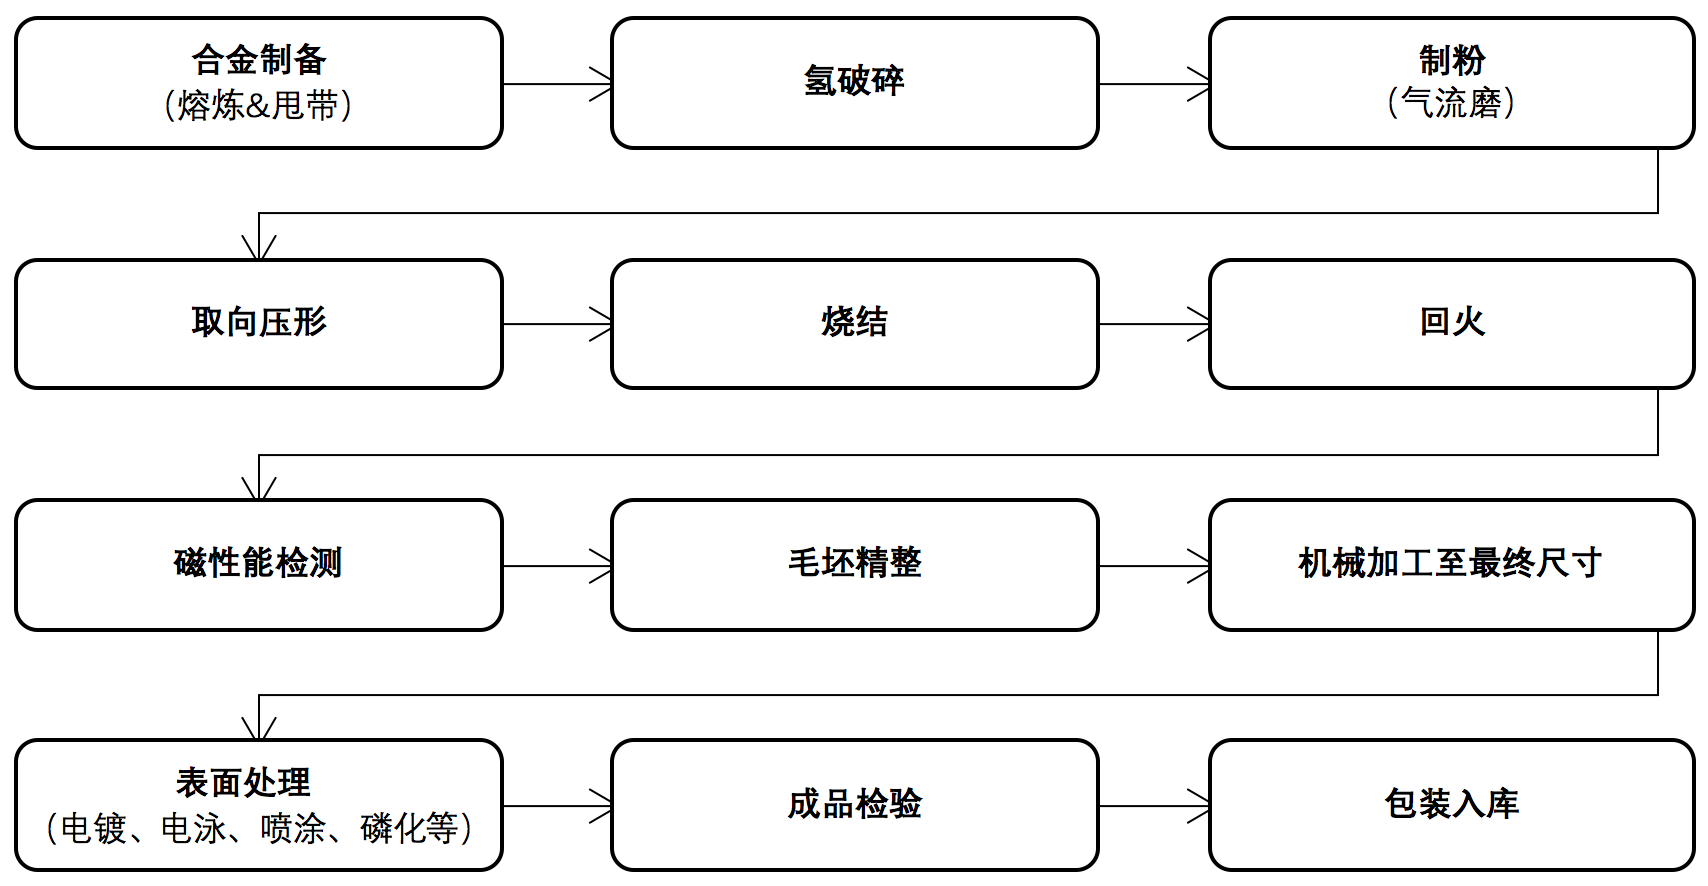 合金制备
（熔炼&甩带）
氢破碎
制粉
（气流磨）
取向压形
烧结
回火
磁性能检测
毛坯精整
机械加工至最终尺寸
表面处理
（电镀、电泳、喷涂、磷化等）
成品检验
包装入库